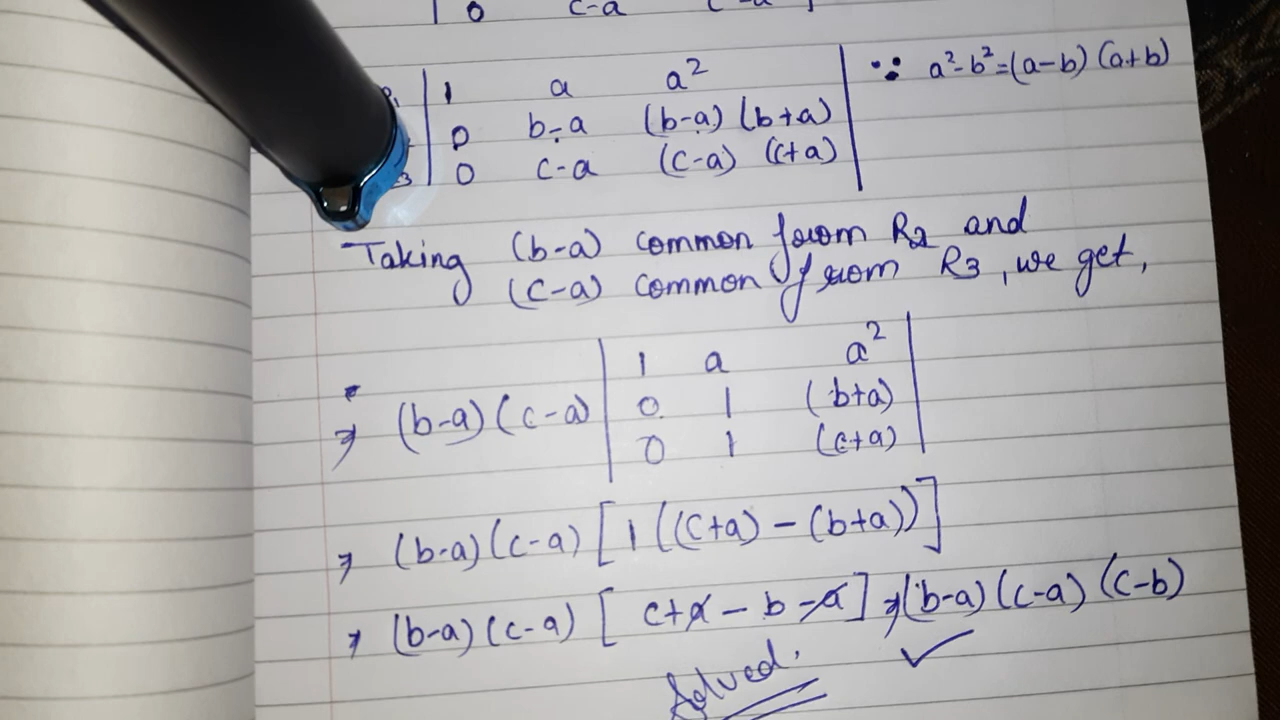 0 c-a
1 a a² ∵ a²-b²=(a-b)(a+b)
0 b-a (b-a) (b+a)
0 c-a (c-a) (c+a)
Taking (b-a) common from R2 and
(c-a) common from R3, we get,
1 a a²
⇒ (b-a)(c-a) 0 1 (b+a)
0 1 (c+a)
⇒ (b-a)(c-a) [1((c+a) - (b+a))]
⇒ (b-a)(c-a) [c+a - b-a] ⇒(b-a)(c-a)(c-b)
Solved.